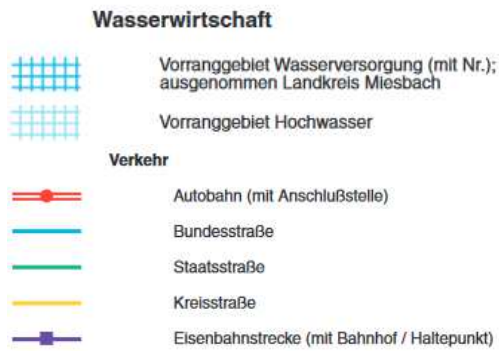 Wasserwirtschaft
Vorranggebiet Wasserversorgung (mit Nr.);
ausgenommen Landkreis Miesbach
Vorranggebiet Hochwasser
Verkehr
Autobahn (mit Anschlußstelle)
Bundesstraße
Staatsstraße
Kreisstraße
Eisenbahnstrecke (mit Bahnhof / Haltepunkt)